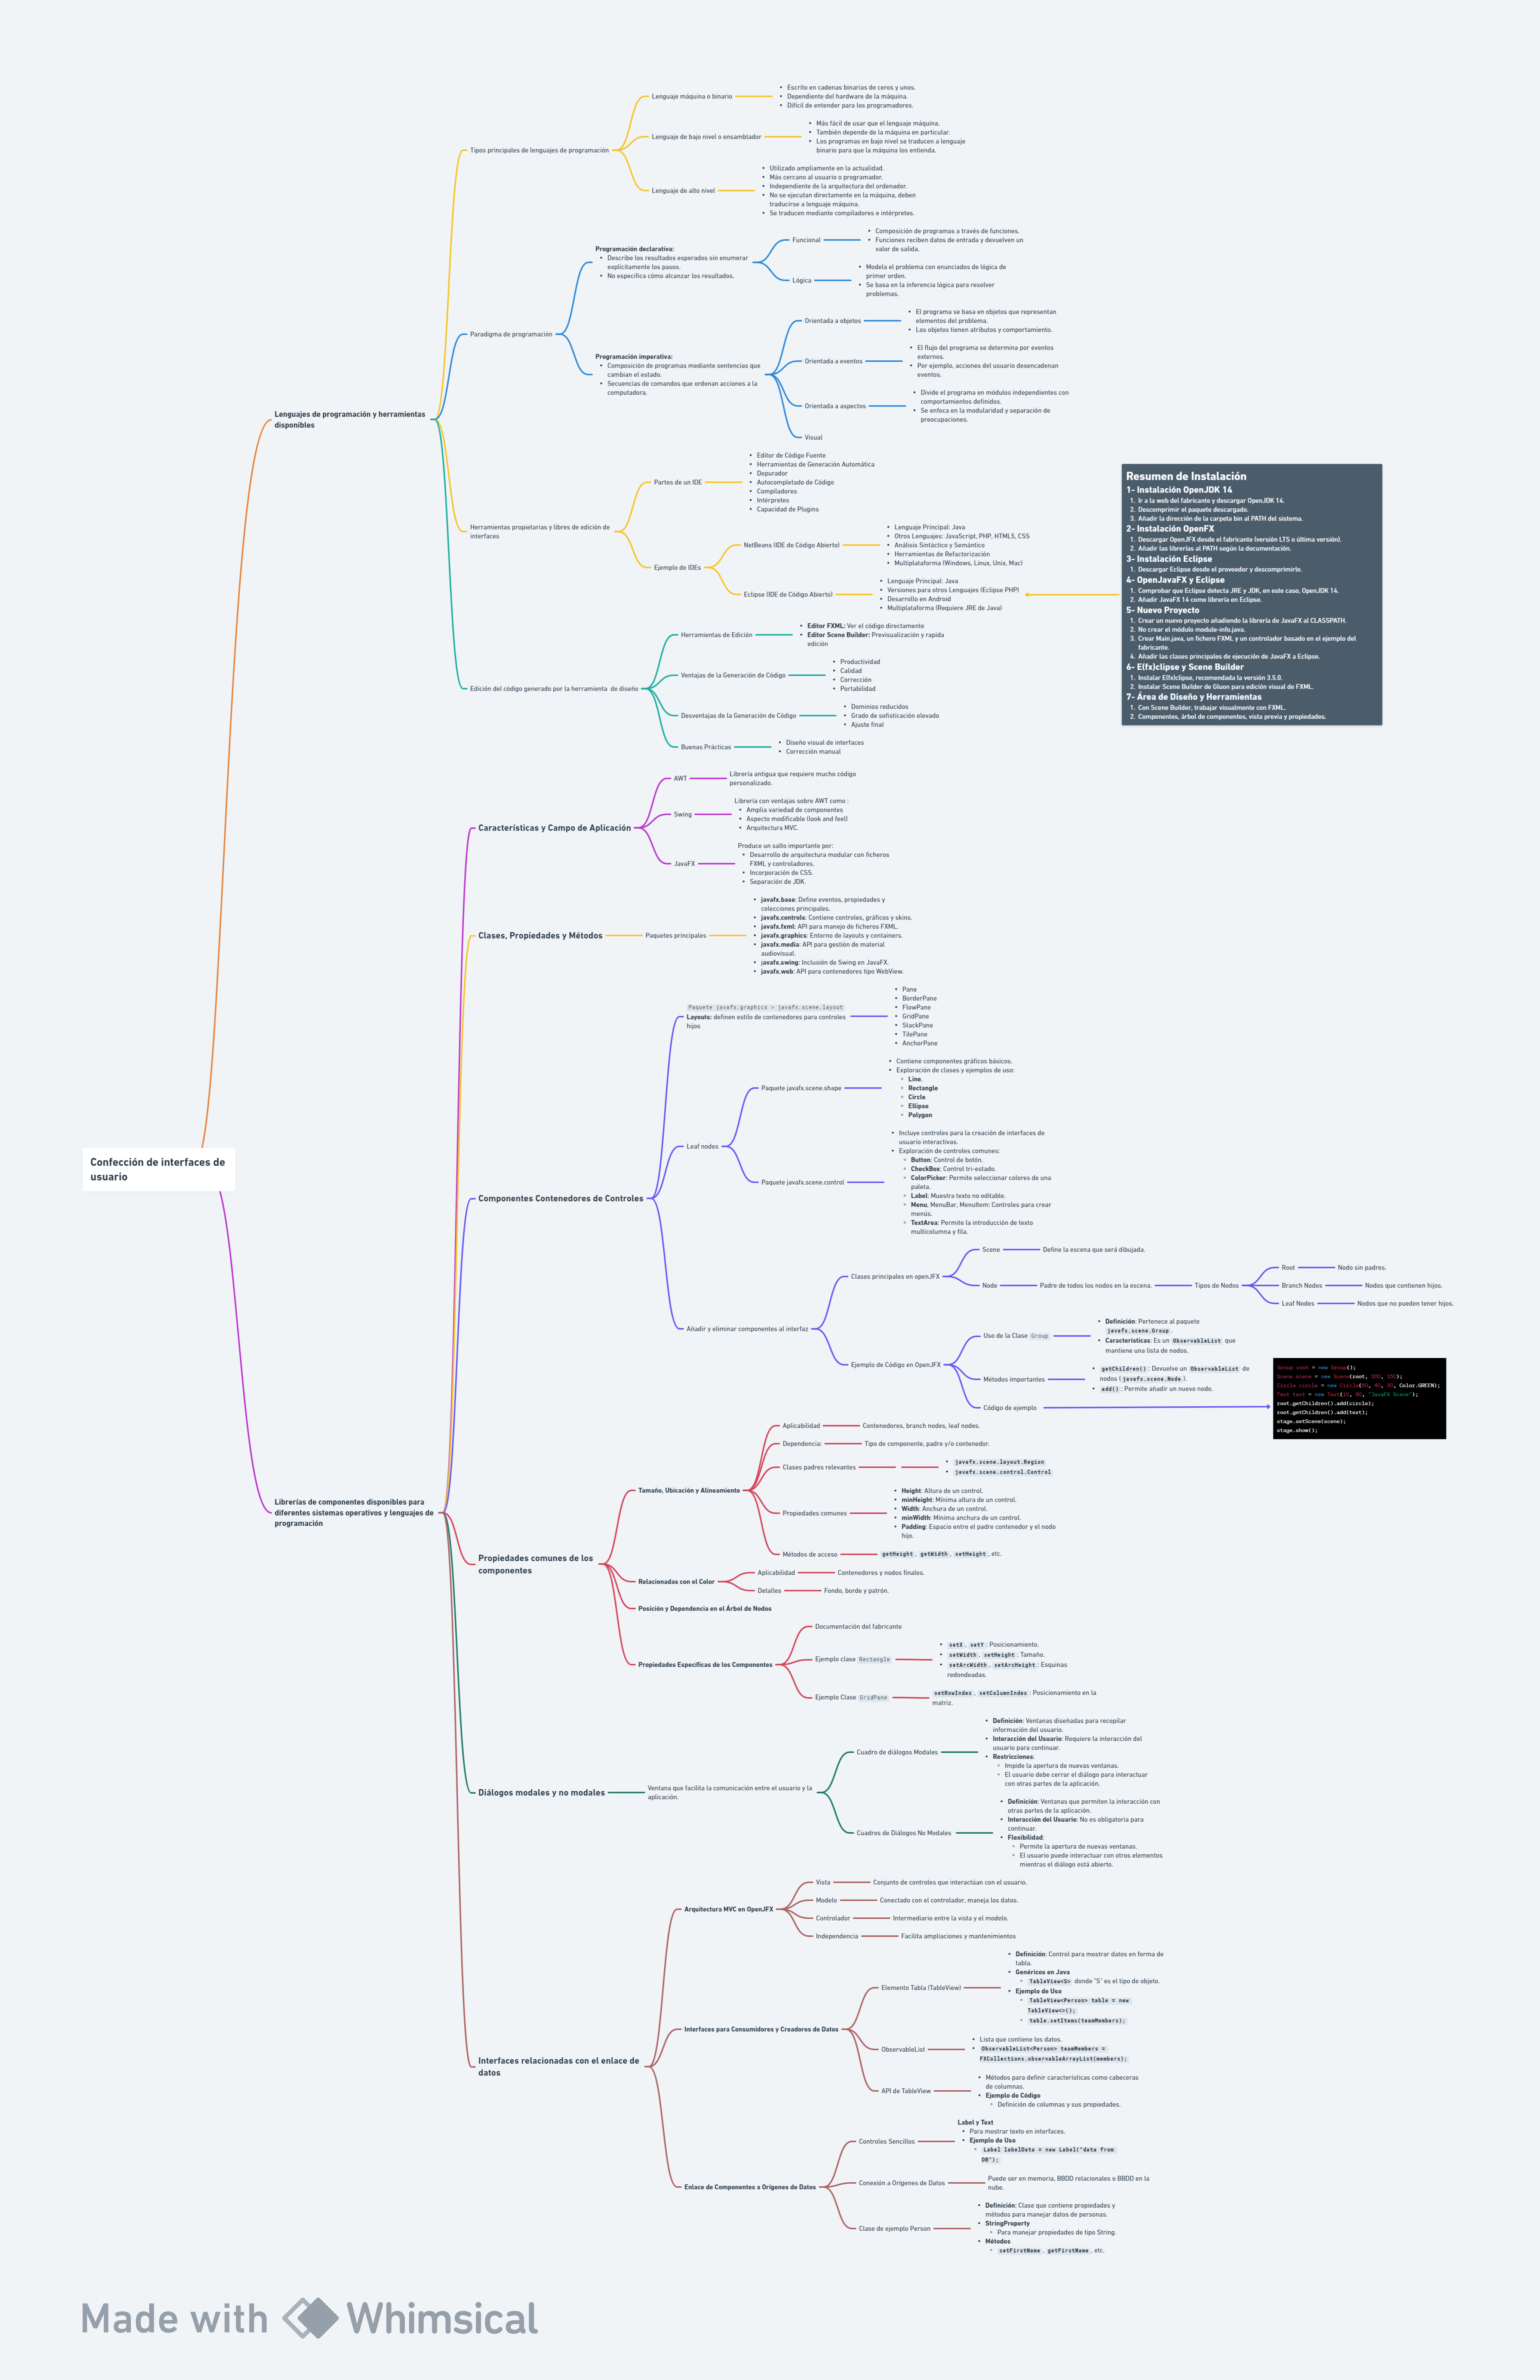 Confección de interfaces de
usuario
Lenguajes de programación y herramientas
disponibles
Tipos principales de lenguajes de programación
Lenguaje máquina o binario
• Escrito en cadenas binarias de ceros y unos.
• Dependiente del hardware de la máquina.
• Difícil de entender para los programadores.
Lenguaje de bajo nivel o ensamblador
• Más fácil de usar que el lenguaje máquina.
• También depende de la máquina en particular.
• Los programas en bajo nivel se traducen a lenguaje
binario para que la máquina los entienda.
Lenguaje de alto nivel
• Utilizado ampliamente en la actualidad.
• Más cercano al usuario o programador.
• Independiente de la arquitectura del ordenador.
• No se ejecutan directamente en la máquina, deben
traducirse a lenguaje máquina.
• Se traducen mediante compiladores e intérpretes.
Paradigma de programación
Programación declarativa:
• Describe los resultados esperados sin enumerar
explícitamente los pasos.
• No especifica cómo alcanzar los resultados.
Funcional
• Composición de programas a través de funciones.
• Funciones reciben datos de entrada y devuelven un
valor de salida.
Lógica
• Modela el problema con enunciados de lógica de
primer orden.
• Se basa en la inferencia lógica para resolver
problemas.
Programación imperativa:
• Composición de programas mediante sentencias que
cambian el estado.
• Secuencias de comandos que ordenan acciones a la
computadora.
Orientada a objetos
• El programa se basa en objetos que representan
elementos del problema.
• Los objetos tienen atributos y comportamiento.
Orientada a eventos
• El flujo del programa se determina por eventos
externos.
• Por ejemplo, acciones del usuario desencadenan
eventos.
Orientada a aspectos
• Divide el programa en módulos independientes con
comportamientos definidos.
• Se enfoca en la modularidad y separación de
preocupaciones.
Visual
Herramientas propietarias y libres de edición de
interfaces
Partes de un IDE
• Editor de Código Fuente
• Herramientas de Generación Automática
• Depurador
• Autocompletado de Código
• Compiladores
• Intérpretes
• Capacidad de Plugins
Ejemplo de IDEs
NetBeans (IDE de Código Abierto)
• Lenguaje Principal: Java
• Otros Lenguajes: JavaScript, PHP, HTML5, CSS
• Análisis Sintáctico y Semántico
• Herramientas de Refactorización
• Multiplataforma (Windows, Linux, Unix, Mac)
Eclipse (IDE de Código Abierto)
• Lenguaje Principal: Java
• Versiones para otros Lenguajes (Eclipse PHP)
• Desarrollo en Android
• Multiplataforma (Requiere JRE de Java)
Resumen de Instalación
1- Instalación OpenJDK 14
1. Ir a la web del fabricante y descargar OpenJDK 14.
2. Descomprimir el paquete descargado.
3. Añadir la dirección de la carpeta bin al PATH del sistema.
2- Instalación OpenFX
1. Descargar OpenJFX desde el fabricante (versión LTS o última versión).
2. Añadir las librerías al PATH según la documentación.
3- Instalación Eclipse
1. Descargar Eclipse desde el proveedor y descomprimirlo.
4- OpenJavaFX y Eclipse
1. Comprobar que Eclipse detecta JRE y JDK, en este caso, OpenJDK 14.
2. Añadir JavaFX 14 como librería en Eclipse.
5- Nuevo Proyecto
1. Crear un nuevo proyecto añadiendo la librería de JavaFX al CLASSPATH.
2. No crear el módulo module-info.java.
3. Crear Main.java, un fichero FXML y un controlador basado en el ejemplo del
fabricante.
4. Añadir las clases principales de ejecución de JavaFX a Eclipse.
6- E(fx)clipse y Scene Builder
1. Instalar E(fx)clipse, recomendada la versión 3.5.0.
2. Instalar Scene Builder de Gluon para edición visual de FXML.
7- Área de Diseño y Herramientas
1. Con Scene Builder, trabajar visualmente con FXML.
2. Componentes, árbol de componentes, vista previa y propiedades.
Edición del código generado por la herramienta de diseño
Herramientas de Edición
• Editor FXML: Ver el código directamente
• Editor Scene Builder: Previsualización y rapida
edición
Ventajas de la Generación de Código
• Productividad
• Calidad
• Corrección
• Portabilidad
Desventajas de la Generación de Código
• Dominios reducidos
• Grado de sofisticación elevado
• Ajuste final
Buenas Prácticas
• Diseño visual de interfaces
• Corrección manual
Librerías de componentes disponibles para
diferentes sistemas operativos y lenguajes de
programación
Características y Campo de Aplicación
AWT
Librería antigua que requiere mucho código
personalizado.
Swing
Librería con ventajas sobre AWT como :
• Amplia variedad de componentes
• Aspecto modificable (look and feel)
• Arquitectura MVC.
JavaFX
Produce un salto importante por:
• Desarrollo de arquitectura modular con ficheros
FXML y controladores.
• Incorporación de CSS.
• Separación de JDK.
Clases, Propiedades y Métodos
Paquetes principales
• javafx.base: Define eventos, propiedades y
colecciones principales.
• javafx.controls: Contiene controles, gráficos y skins.
• javafx.fxml: API para manejo de ficheros FXML.
• javafx.graphics: Entorno de layouts y containers.
• javafx.media: API para gestión de material
audiovisual.
• javafx.swing: Inclusión de Swing en JavaFX.
• javafx.web: API para contenedores tipo WebView.
Componentes Contenedores de Controles
Paquete javafx.graphics > javafx.scene.layout
Layouts: definen estilo de contenedores para controles
hijos
• Pane
• BorderPane
• FlowPane
• GridPane
• StackPane
• TilePane
• AnchorPane
Leaf nodes
Paquete javafx.scene.shape
• Contiene componentes gráficos básicos.
• Exploración de clases y ejemplos de uso:
◦ Line.
◦ Rectangle
◦ Circle
◦ Ellipse
◦ Polygon
Paquete javafx.scene.control
• Incluye controles para la creación de interfaces de
usuario interactivas.
• Exploración de controles comunes:
◦ Button: Control de botón.
◦ CheckBox: Control tri-estado.
◦ ColorPicker: Permite seleccionar colores de una
paleta.
◦ Label: Muestra texto no editable.
◦ Menu, MenuBar, MenuItem: Controles para crear
menús.
◦ TextArea: Permite la introducción de texto
multicolumna y fila.
Añadir y eliminar componentes al interfaz
Clases principales en openJFX
Scene
Define la escena que será dibujada.
Node
Padre de todos los nodos en la escena.
Tipos de Nodos
Root
Nodo sin padres.
Branch Nodes
Nodos que contienen hijos.
Leaf Nodes
Nodos que no pueden tener hijos.
Ejemplo de Código en OpenJFX
Uso de la Clase Group
• Definición: Pertenece al paquete
javafx.scene.Group.
• Características: Es un ObservableList que
mantiene una lista de nodos.
Métodos importantes
• getChildren(): Devuelve un ObservableList de
nodos (javafx.scene.Node).
• add(): Permite añadir un nuevo nodo.
Código de ejemplo
Group root = new Group();
Scene scene = new Scene(root, 200, 150);
Circle circle = new Circle(60, 40, 30, Color.GREEN);
Text text = new Text(10, 90, "JavaFX Scene");
root.getChildren().add(circle);
root.getChildren().add(text);
stage.setScene(scene);
stage.show();
Propiedades comunes de los
componentes
Tamaño, Ubicación y Alineamiento
Aplicabilidad
Contenedores, branch nodes, leaf nodes.
Dependencia:
Tipo de componente, padre y/o contenedor.
Clases padres relevantes
• javafx.scene.layout.Region
• javafx.scene.control.Control
Propiedades comunes
• Height: Altura de un control.
• minHeight: Mínima altura de un control.
• Width: Anchura de un control.
• minWidth: Mínima anchura de un control.
• Padding: Espacio entre el padre contenedor y el nodo
hijo.
Métodos de acceso
getHeight, getWidth, setHeight, etc.
Relacionadas con el Color
Aplicabilidad
Contenedores y nodos finales.
Detalles
Fondo, borde y patrón.
Posición y Dependencia en el Árbol de Nodos
Propiedades Específicas de los Componentes
Documentación del fabricante
Ejemplo clase Rectangle
• setX, setY: Posicionamiento.
• setWidth, setHeight: Tamaño.
• setArcWidth, setArcHeight: Esquinas
redondeadas.
Ejemplo Clase GridPane
setRowIndex, setColumnIndex: Posicionamiento en la
matriz.
Diálogos modales y no modales
Ventana que facilita la comunicación entre el usuario y la
aplicación.
Cuadro de diálogos Modales
• Definición: Ventanas diseñadas para recopilar
información del usuario.
• Interacción del Usuario: Requiere la interacción del
usuario para continuar.
• Restricciones:
◦ Impide la apertura de nuevas ventanas.
◦ El usuario debe cerrar el diálogo para interactuar
con otras partes de la aplicación.
Cuadros de Diálogos No Modales
• Definición: Ventanas que permiten la interacción con
otras partes de la aplicación.
• Interacción del Usuario: No es obligatoria para
continuar.
• Flexibilidad:
◦ Permite la apertura de nuevas ventanas.
◦ El usuario puede interactuar con otros elementos
mientras el diálogo está abierto.
Interfaces relacionadas con el enlace de
datos
Arquitectura MVC en OpenJFX
Vista
Conjunto de controles que interactúan con el usuario.
Modelo
Conectado con el controlador, maneja los datos.
Controlador
Intermediario entre la vista y el modelo.
Independencia
Facilita ampliaciones y mantenimientos
Interfaces para Consumidores y Creadores de Datos
Elemento Tabla (TableView)
• Definición: Control para mostrar datos en forma de
tabla.
• Genéricos en Java
◦ TableView<S> donde "S" es el tipo de objeto.
• Ejemplo de Uso
◦ TableView<Person> table = new
TableView<>();
◦ table.setItems(teamMembers);
ObservableList
• Lista que contiene los datos.
• ObservableList<Person> teamMembers =
FXCollections.observableArrayList(members);
API de TableView
• Métodos para definir características como cabeceras
de columnas.
• Ejemplo de Código
◦ Definición de columnas y sus propiedades.
Enlace de Componentes a Orígenes de Datos
Controles Sencillos
Label y Text
• Para mostrar texto en interfaces.
• Ejemplo de Uso
◦ Label labelData = new Label("data from
DB");
Conexión a Orígenes de Datos
Puede ser en memoria, BBDD relacionales o BBDD en la
nube.
Clase de ejemplo Person
• Definición: Clase que contiene propiedades y
métodos para manejar datos de personas.
• StringProperty
◦ Para manejar propiedades de tipo String.
• Métodos
◦ setFirstName, getFirstName, etc.
Made with Whimsical